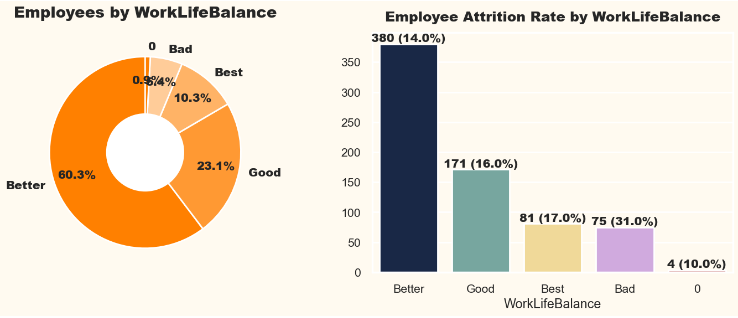 Employees by WorkLifeBalance
0
Bad
Best
0.9%
5.4%
10.3%
Good
23.1%
Better
60.3%
Employee Attrition Rate by WorkLifeBalance
380 (14.0%)
350
300
250
200
171 (16.0%)
150
100
81 (17.0%)
75 (31.0%)
50
4 (10.0%)
0
Better
Good
Best
Bad
0
WorkLifeBalance